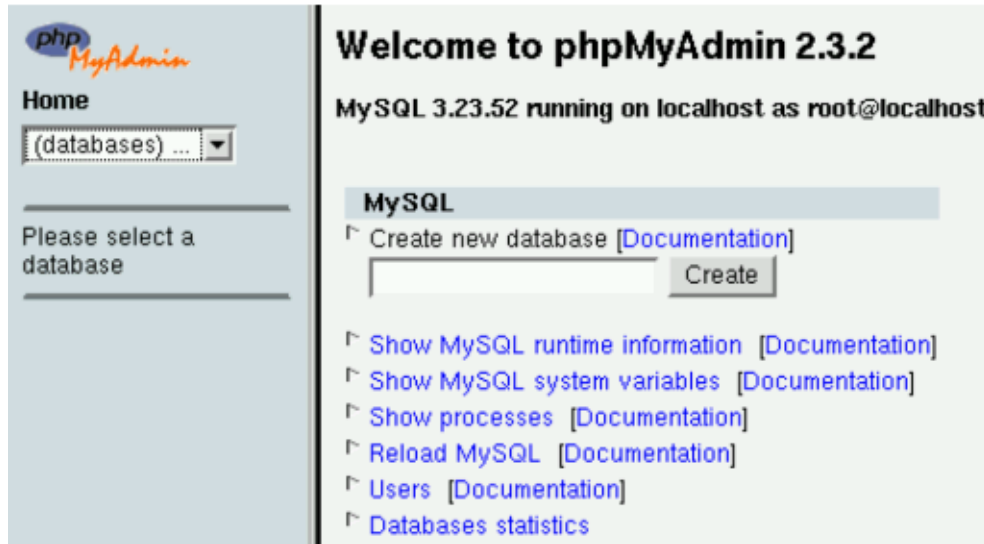 php
MyAdmin
Home
(databases) ...
Please select a
database
Welcome to phpMyAdmin 2.3.2
MySQL 3.23.52 running on localhost as root@localhost
MySQL
Create new database [Documentation]
Create
Show MySQL runtime information [Documentation]
Show MySQL system variables [Documentation]
Show processes [Documentation]
Reload MySQL [Documentation]
Users [Documentation]
Databases statistics